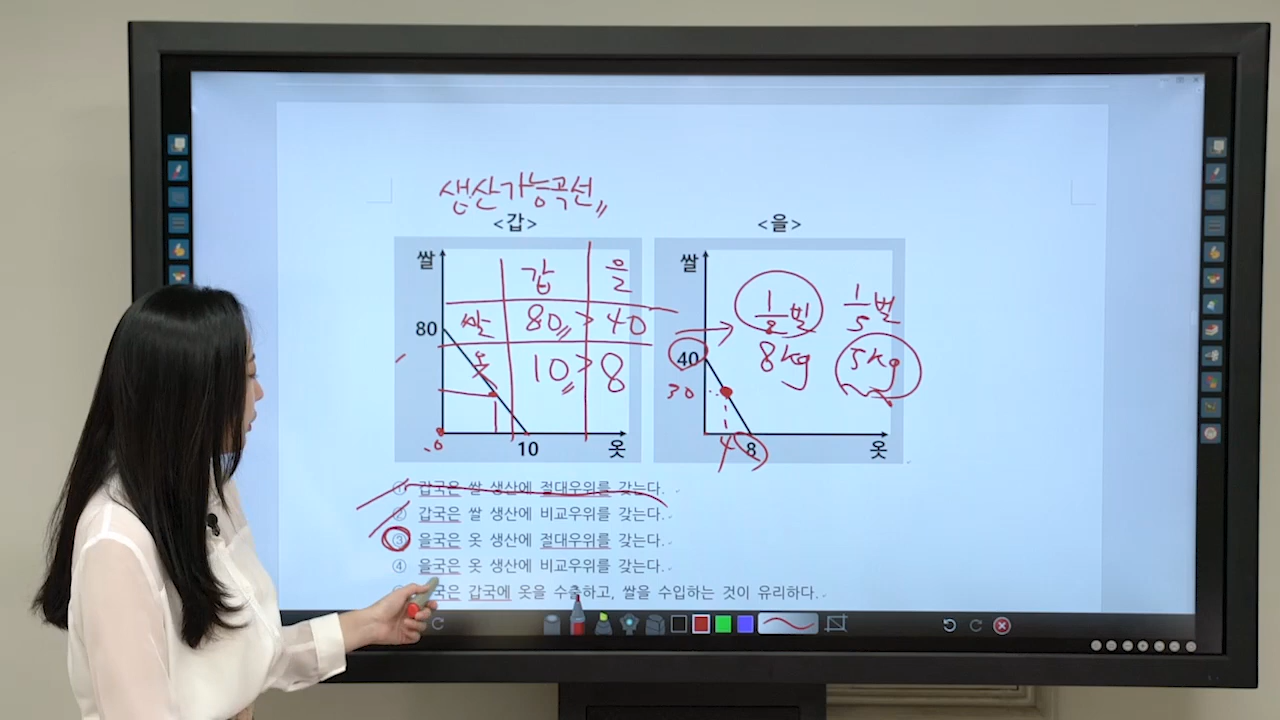 생산가능곡선
<갑> <을>
쌀 갑 을 쌀 1/8벌 1/5벌
80 쌀 80 > 40 40 8kg 5kg
옷 10 > 8 30
0 10 옷 4 8 옷
① 갑국은 쌀 생산에 절대우위를 갖는다.
② 갑국은 쌀 생산에 비교우위를 갖는다.
③ 을국은 옷 생산에 절대우위를 갖는다.
④ 을국은 옷 생산에 비교우위를 갖는다.
국은 갑국에 옷을 수출하고, 쌀을 수입하는 것이 유리하다.